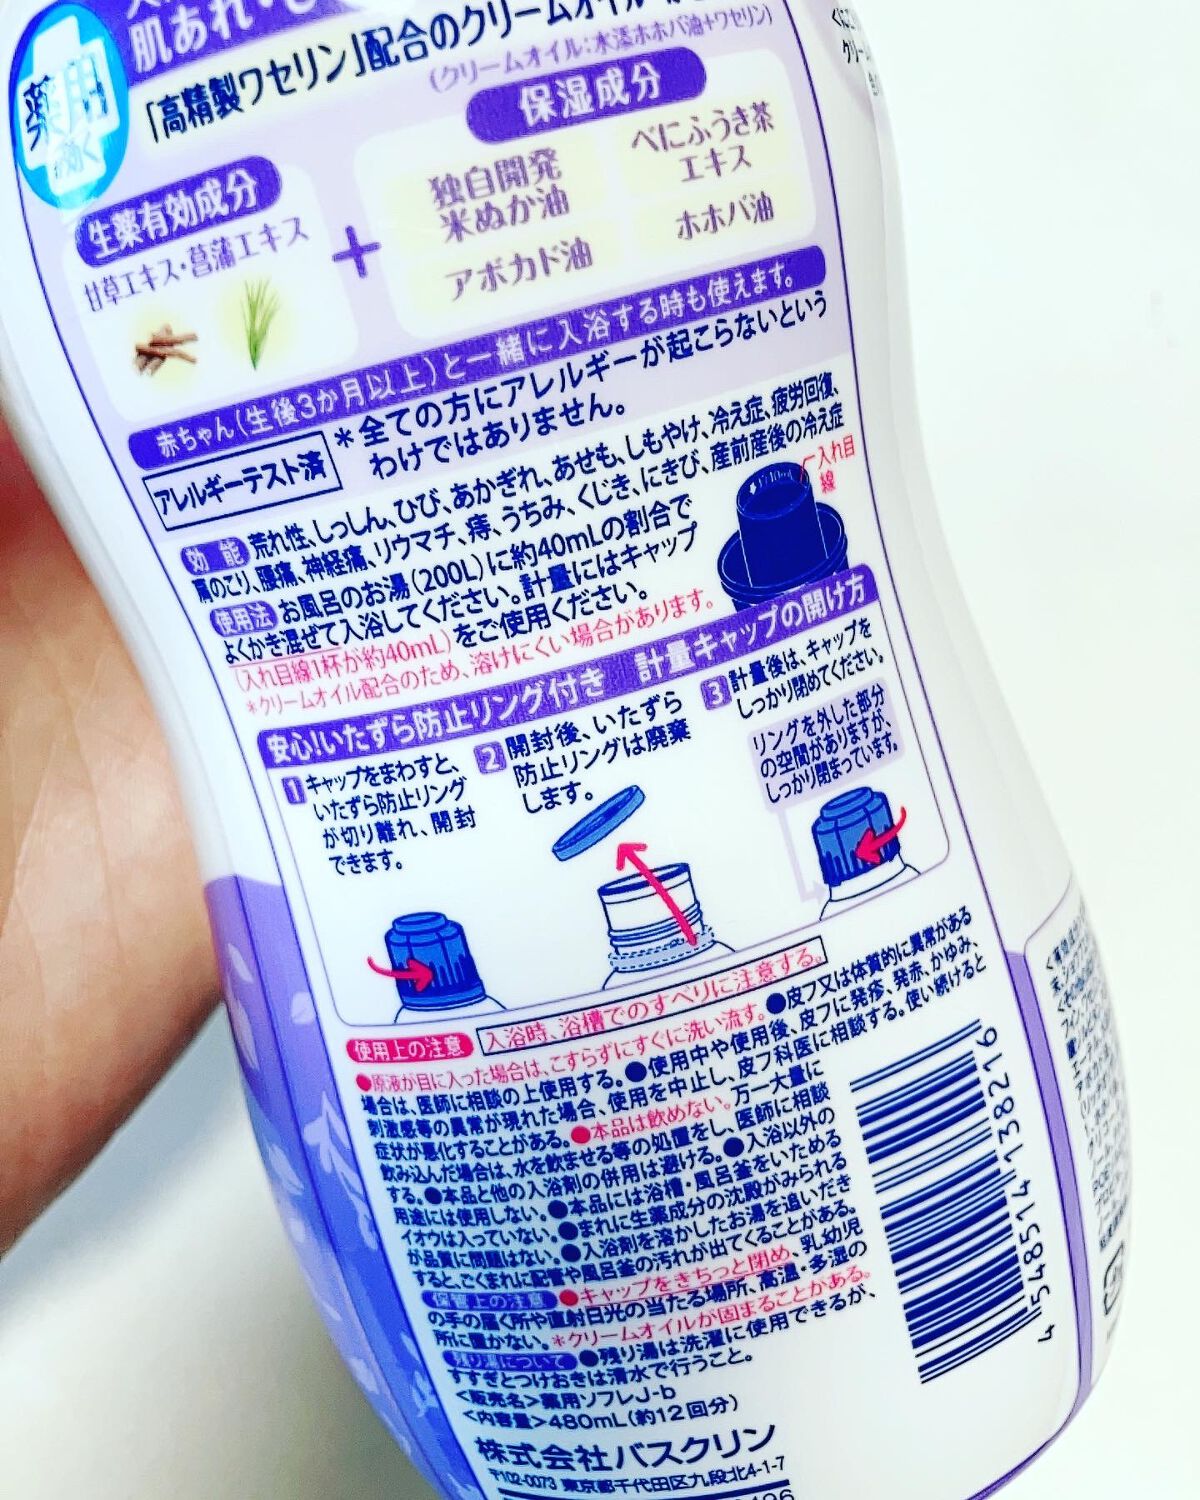 肌あれ・
「高精製ワセリン」配合のクリームオイル
(クリームオイル:水添ホホバ油+ワセリン)
薬用
生薬有効成分
甘草エキス・菖蒲エキス
+
保湿成分
独自開発
米ぬか油
べにふうき茶
エキス
アボカド油
ホホバ油
赤ちゃん(生後3か月以上)と一緒に入浴する時も使えます。
アレルギーテスト済
*全ての方にアレルギーが起こらないという
わけではありません。
効能 荒れ性、しっしん、ひび、あかぎれ、あせも、しもやけ、冷え症、疲労回復、
肩のこり、腰痛、神経痛、リウマチ、痔、うちみ、くじき、にきび、産前産後の冷え症
使用法 お風呂のお湯(200L)に約40mLの割合で
よくかき混ぜて入浴してください。計量にはキャップ
(入れ目線1杯が約40mL)をご使用ください。
*クリームオイル配合のため、溶けにくい場合があります。
入れ目
線
安心!いたずら防止リング付き 計量キャップの開け方
1 キャップをまわすと、
いたずら防止リング
が切り離れ、開封
できます。
2 開封後、いたずら
防止リングは廃棄
します。
3 計量後は、キャップを
しっかり閉めてください。
リングを外した部分
の空間がありますが、
しっかり閉まっています。
使用上の注意 入浴時、浴槽でのすべりに注意する。
●原液が目に入った場合は、こすらずにすぐに洗い流す。●皮フ又は体質的に異常がある
場合は、医師に相談の上使用する。●使用中や使用後、皮フに発疹、発赤、かゆみ、
刺激感等の異常が現れた場合、使用を中止し、皮フ科医に相談する。使い続けると
症状が悪化することがある。●本品は飲めない。万一大量に
飲み込んだ場合は、水を飲ませる等の処置をし、医師に相談
する。●本品と他の入浴剤の併用は避ける。●入浴以外の
用途には使用しない。●本品には浴槽・風呂釜をいためる
イオウは入っていない。●まれに生薬成分の沈殿がみられる
が品質に問題はない。●入浴剤を溶かしたお湯を追いだき
すると、ごくまれに配管や風呂釜の汚れが出てくることがある。
保管上の注意 ●キャップをきちっと閉め、乳幼児
の手の届く所や直射日光の当たる場所、高温・多湿の
所に置かない。*クリームオイルが固まることがある。
残り湯について ●残り湯は洗濯に使用できるが、
すすぎとつけおきは清水で行うこと。
<販売名>薬用ソフレJ-b
<内容量>480mL(約12回分)
株式会社バスクリン
〒102-0073 東京都千代田区九段北4-1-7
4 548514 138216